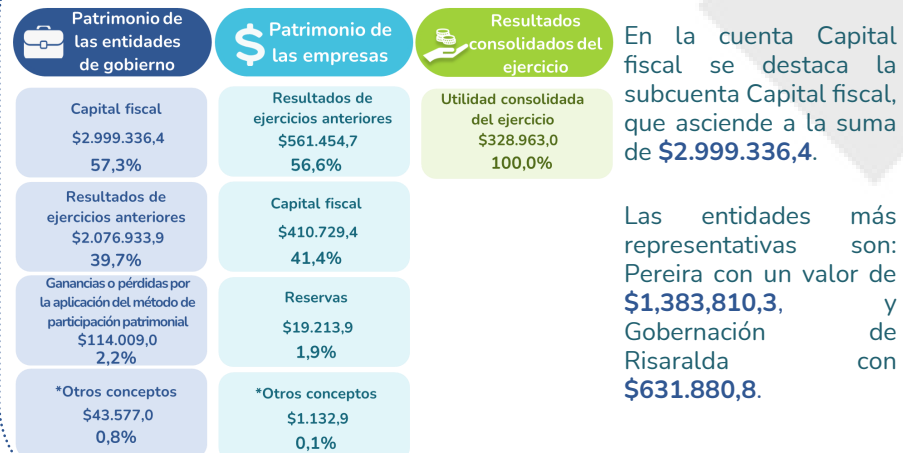 Patrimonio de
las entidades
de gobierno
Capital fiscal
$2.999.336,4
57,3%
Resultados de
ejercicios anteriores
$2.076.933,9
39,7%
Ganancias o pérdidas por
la aplicación del método de
participación patrimonial
$114.009,0
2,2%
*Otros conceptos
$43.577,0
0,8%
Patrimonio de
las empresas
Resultados de
ejercicios anteriores
$561.454,7
56,6%
Capital fiscal
$410.729,4
41,4%
Reservas
$19.213,9
1,9%
*Otros conceptos
$1.132,9
0,1%
Resultados
consolidados del
ejercicio
Utilidad consolidada
del ejercicio
$328.963,0
100,0%
En la cuenta Capital
fiscal se destaca la
subcuenta Capital fiscal,
que asciende a la suma
de $2.999.336,4.
Las entidades más
representativas son:
Pereira con un valor de
$1,383,810,3, y
Gobernación de
Risaralda con
$631.880,8.